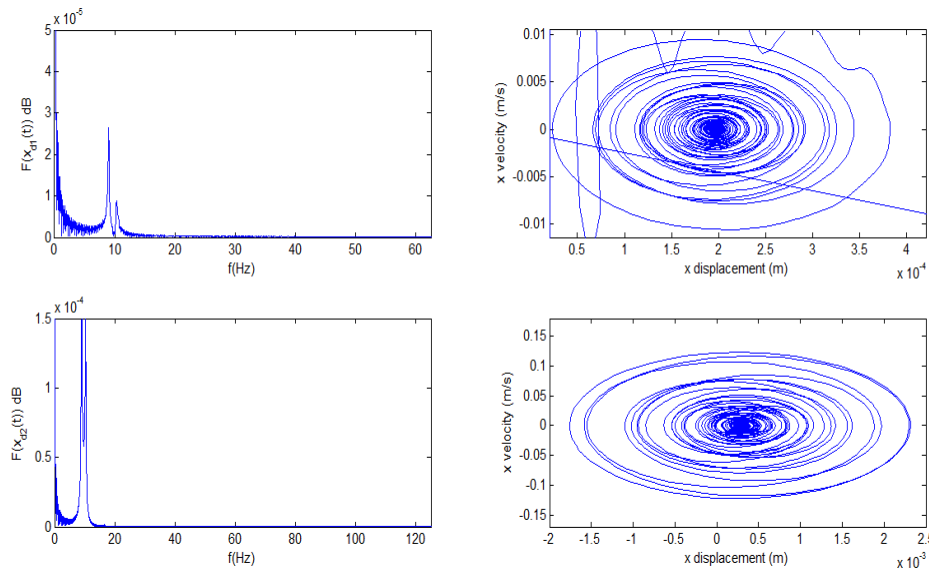 x 10^-5
5
4
3
2
1
0
F(x_d1(t)) dB
0 10 20 30 40 50 60
f(Hz)
0.01
0.005
0
-0.005
-0.01
x velocity (m/s)
0.5 1 1.5 2 2.5 3 3.5 4
x displacement (m)
x 10^-4
x 10^-4
1.5
1
0.5
0
F(x_d2(t)) dB
0 20 40 60 80 100 120
f(Hz)
0.15
0.1
0.05
0
-0.05
-0.1
-0.15
x velocity (m/s)
-2 -1.5 -1 -0.5 0 0.5 1 1.5 2 2.5
x displacement (m)
x 10^-3